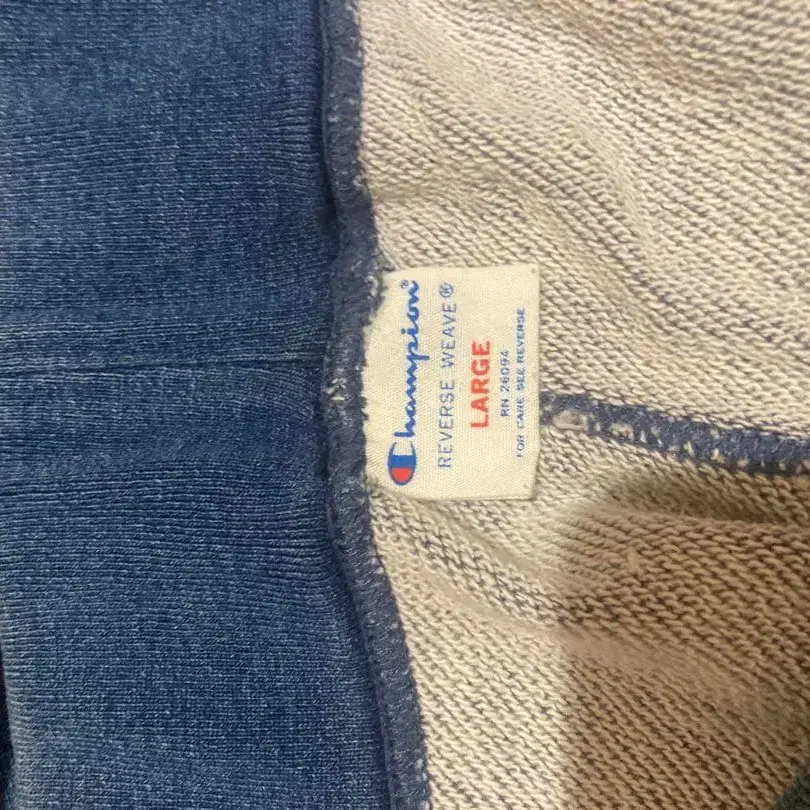 Champion
REVERSE WEAVE®
LARGE
RN 26094
FOR CARE SEE REVERSE